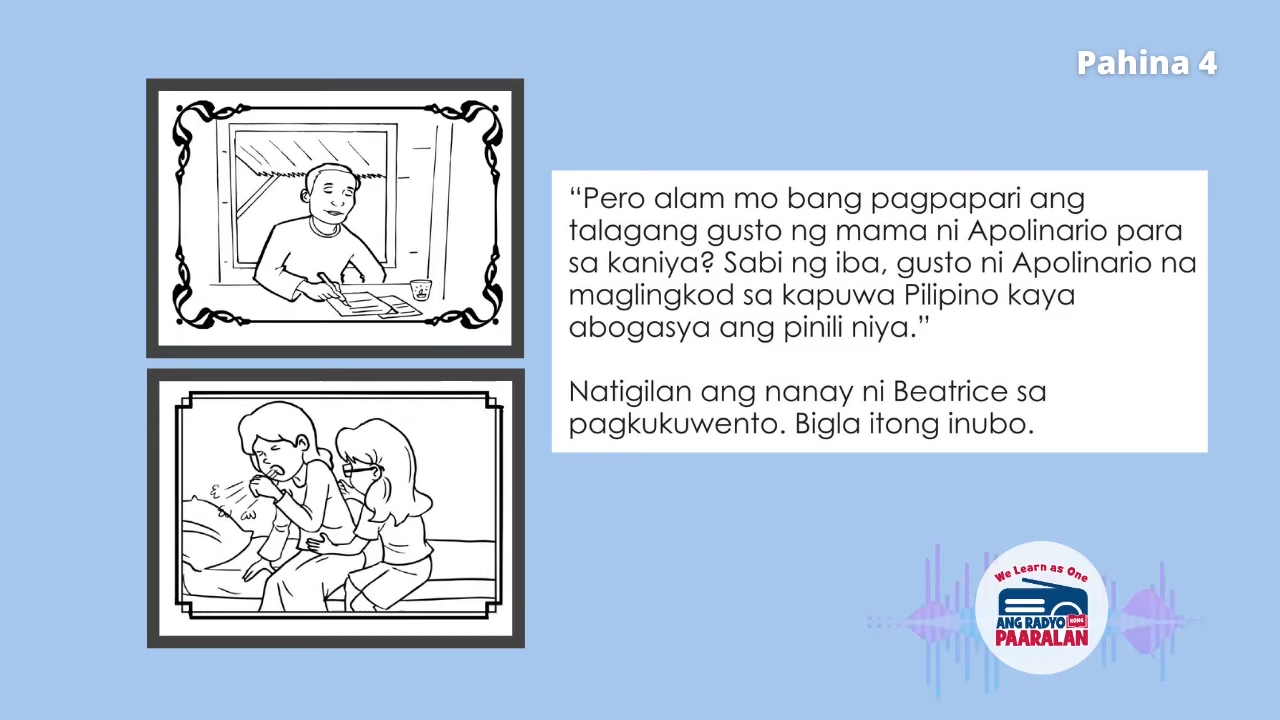 Pahina 4
“Pero alam mo bang pagpapari ang
talagang gusto ng mama ni Apolinario para
sa kaniya? Sabi ng iba, gusto ni Apolinario na
maglingkod sa kapuwa Pilipino kaya
abogasya ang pinili niya.”
Natigilan ang nanay ni Beatrice sa
pagkukuwento. Bigla itong inubo.
We Learn as One
ANG RADYO KONG
PAARALAN